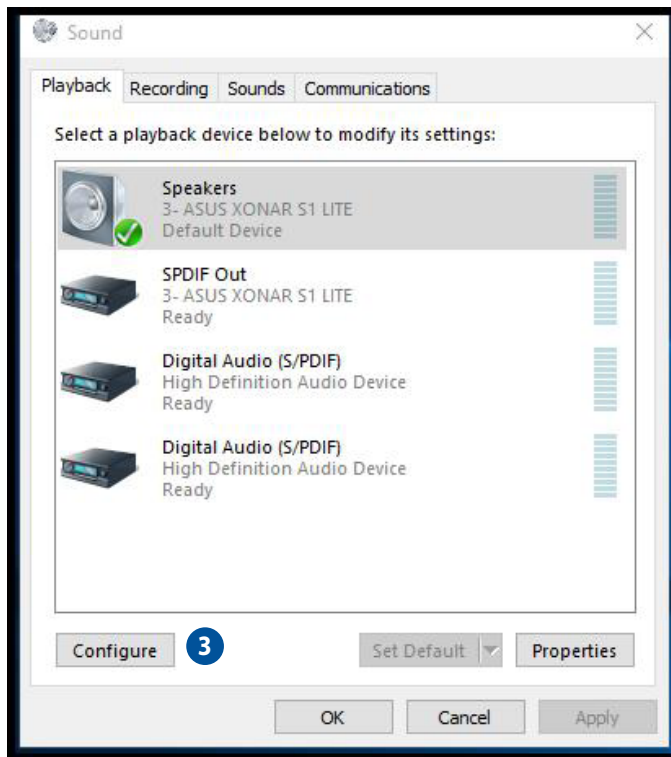 Sound
Playback Recording Sounds Communications
Select a playback device below to modify its settings:
Speakers
3- ASUS XONAR S1 LITE
Default Device
SPDIF Out
3- ASUS XONAR S1 LITE
Ready
Digital Audio (S/PDIF)
High Definition Audio Device
Ready
Digital Audio (S/PDIF)
High Definition Audio Device
Ready
Configure 3 Set Default Properties
OK Cancel Apply